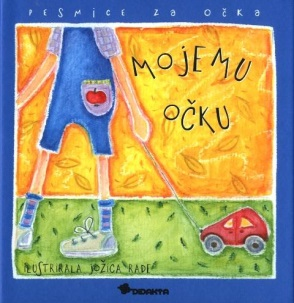 PESMICE ZA OČKA
MOJEMU
OČKU
ILUSTRIRALA JOŽICA RADE
DIDAKTA